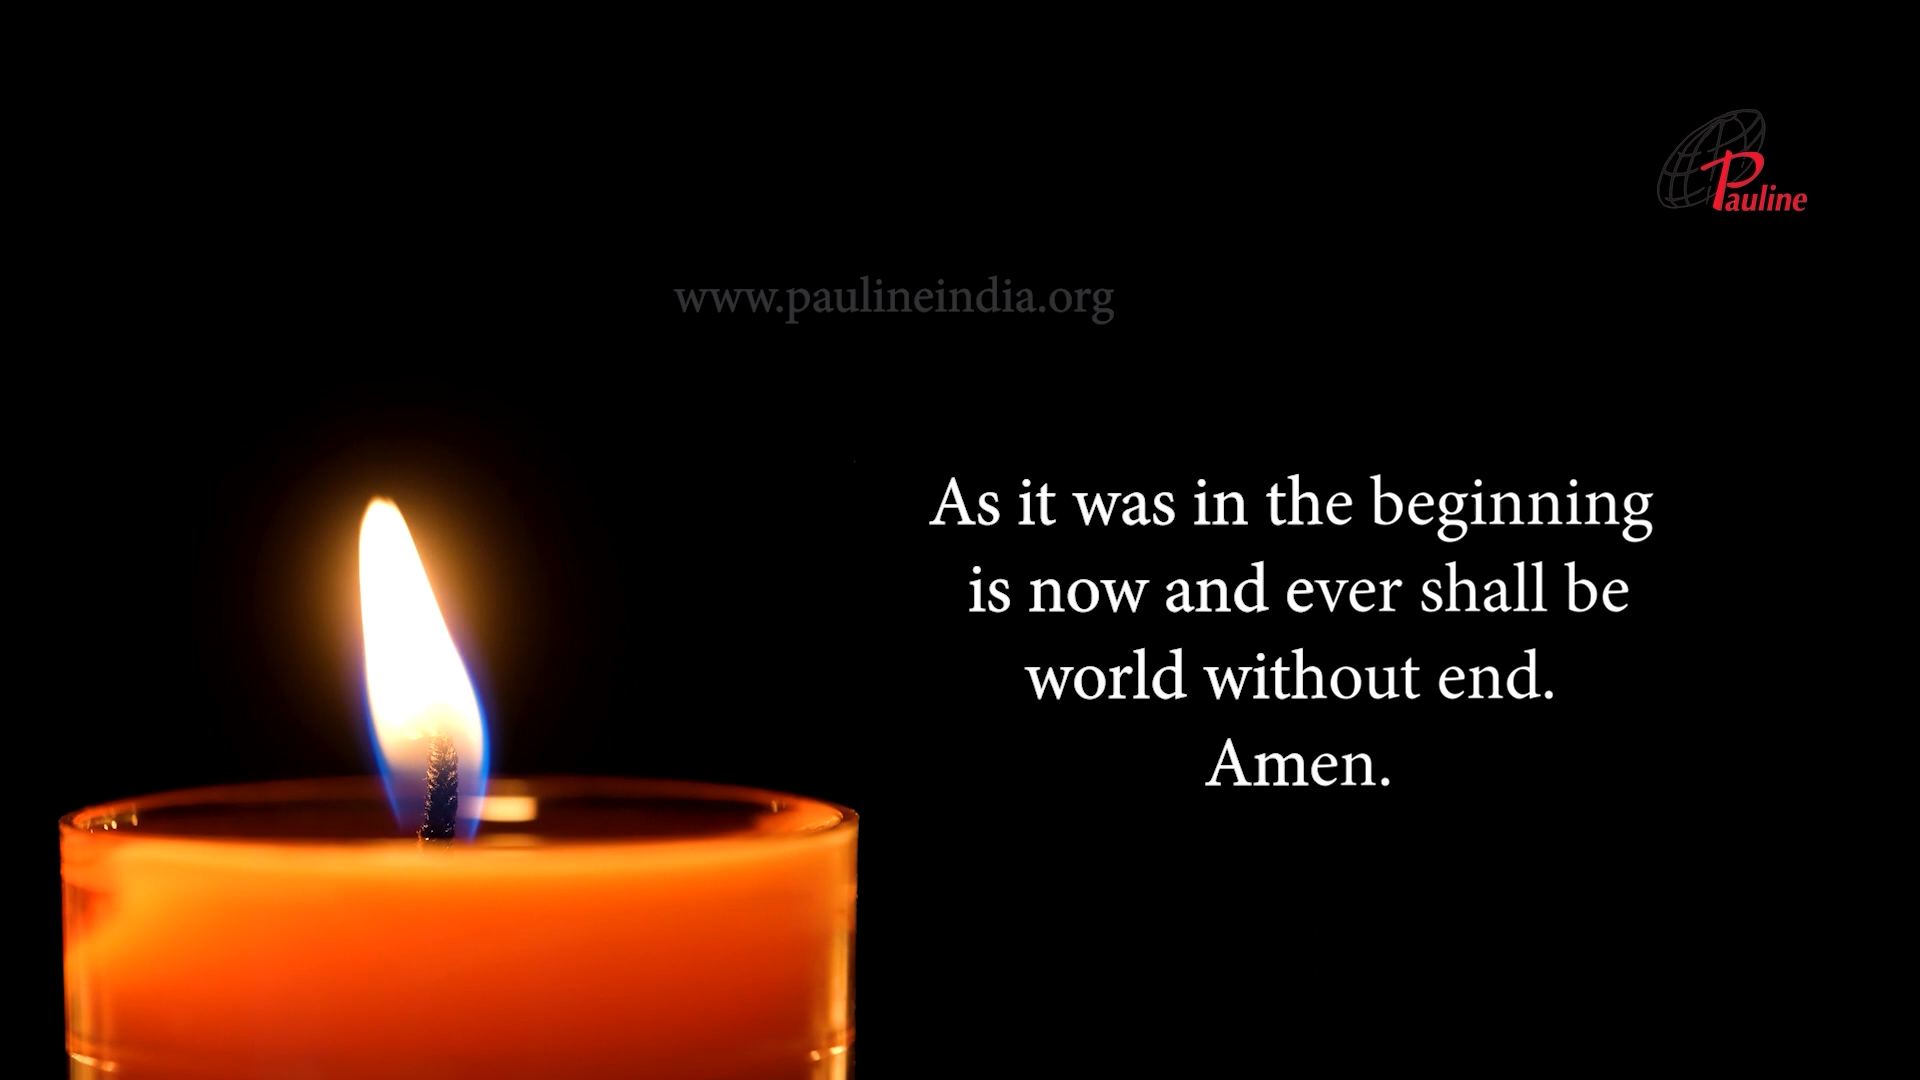 Pauline
www.paulineindia.org
As it was in the beginning
is now and ever shall be
world without end.
Amen.